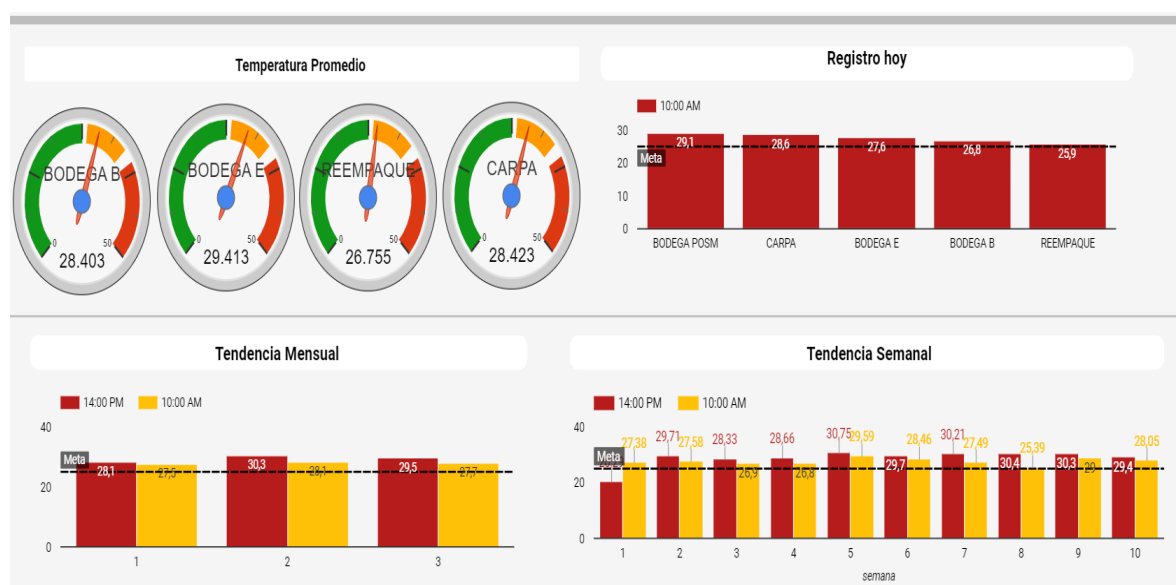 Temperatura Promedio
BODEGA B
0
50
28.403
BODEGA E
0
50
29.413
REEMPAQUE
0
50
26.755
CARPA
0
50
28.423
Registro hoy
10:00 AM
30
20
10
0
Meta
29,1
28,6
27,6
26,8
25,9
BODEGA POSM
CARPA
BODEGA E
BODEGA B
REEMPAQUE
Tendencia Mensual
14:00 PM
10:00 AM
40
20
0
Meta
28,1
27,5
30,3
28,1
29,5
27,7
1
2
3
Tendencia Semanal
14:00 PM
10:00 AM
40
20
0
Meta
27,38
29,71
27,58
28,33
26,9
28,66
26,8
30,75
29,59
29,7
28,46
30,21
27,49
30,4
25,39
30,3
29
29,4
28,05
1
2
3
4
5
6
7
8
9
10
semana